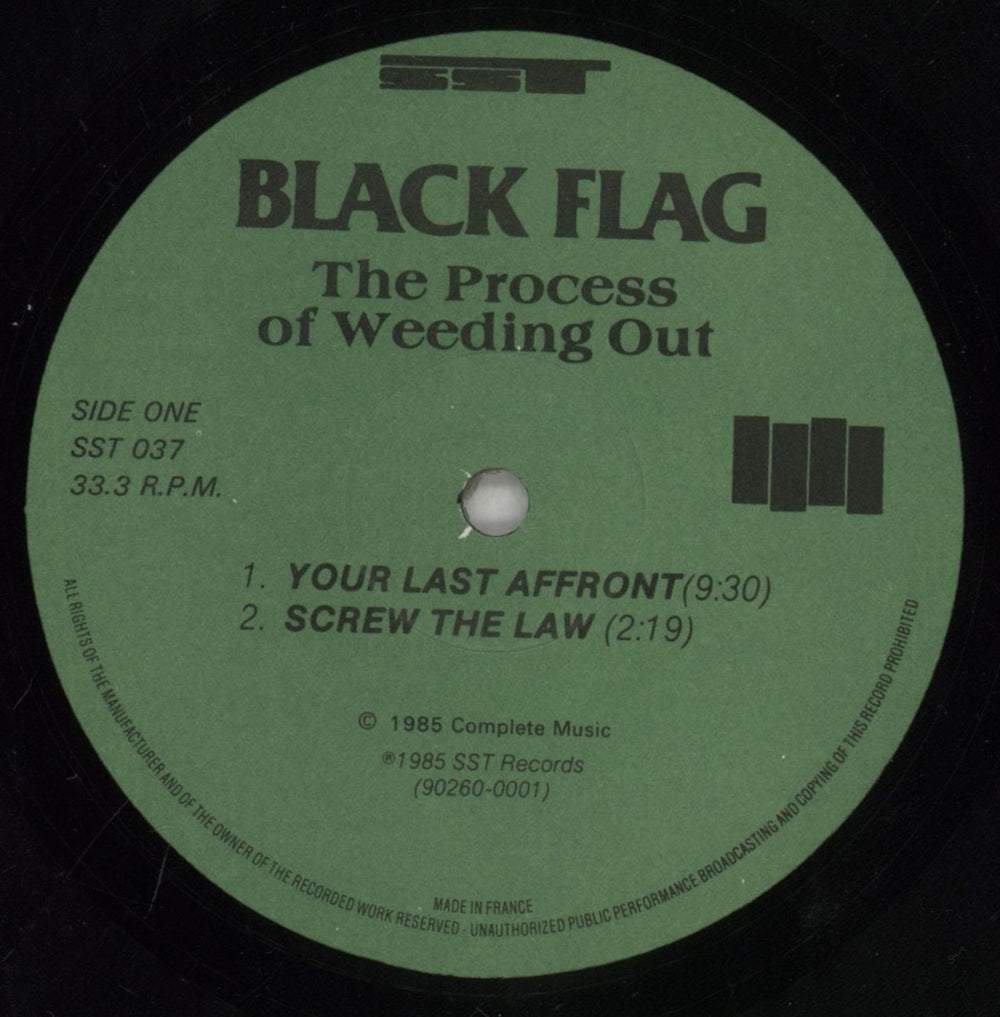 SST
BLACK FLAG
The Process
of Weeding Out
SIDE ONE
SST 037
33.3 R.P.M.
1. YOUR LAST AFFRONT(9:30)
2. SCREW THE LAW (2:19)
© 1985 Complete Music
℗1985 SST Records
(90260-0001)
MADE IN FRANCE
ALL RIGHTS OF THE MANUFACTURER AND OF THE OWNER OF THE RECORDED WORK RESERVED - UNAUTHORIZED PUBLIC PERFORMANCE BROADCASTING AND COPYING OF THIS RECORD PROHIBITED